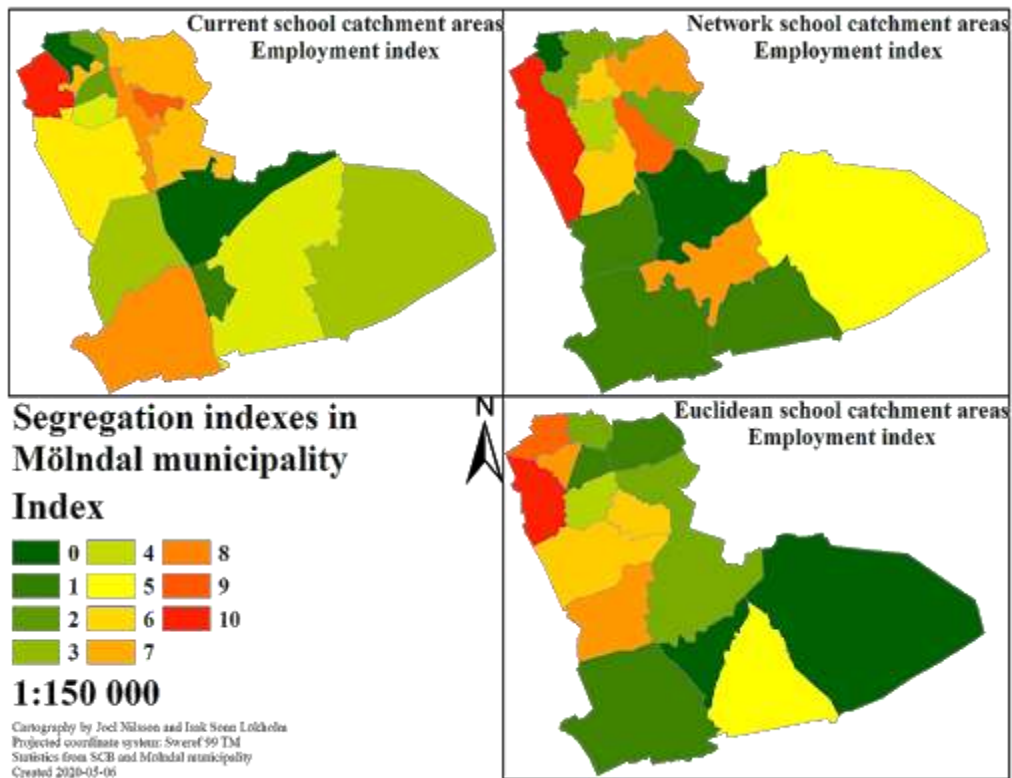 Current school catchment areas
Employment index
Network school catchment areas
Employment index
Segregation indexes in
Mölndal municipality
Index
0
1
2
3
4
5
6
7
8
9
10
1:150 000
Cartography by Joel Nilsson and Isak Sonn Lökholm
Projected coordinate system: Sweref 99 TM
Statistics from SCB and Mölndal municipality
Created 2020-05-06
N
Euclidean school catchment areas
Employment index